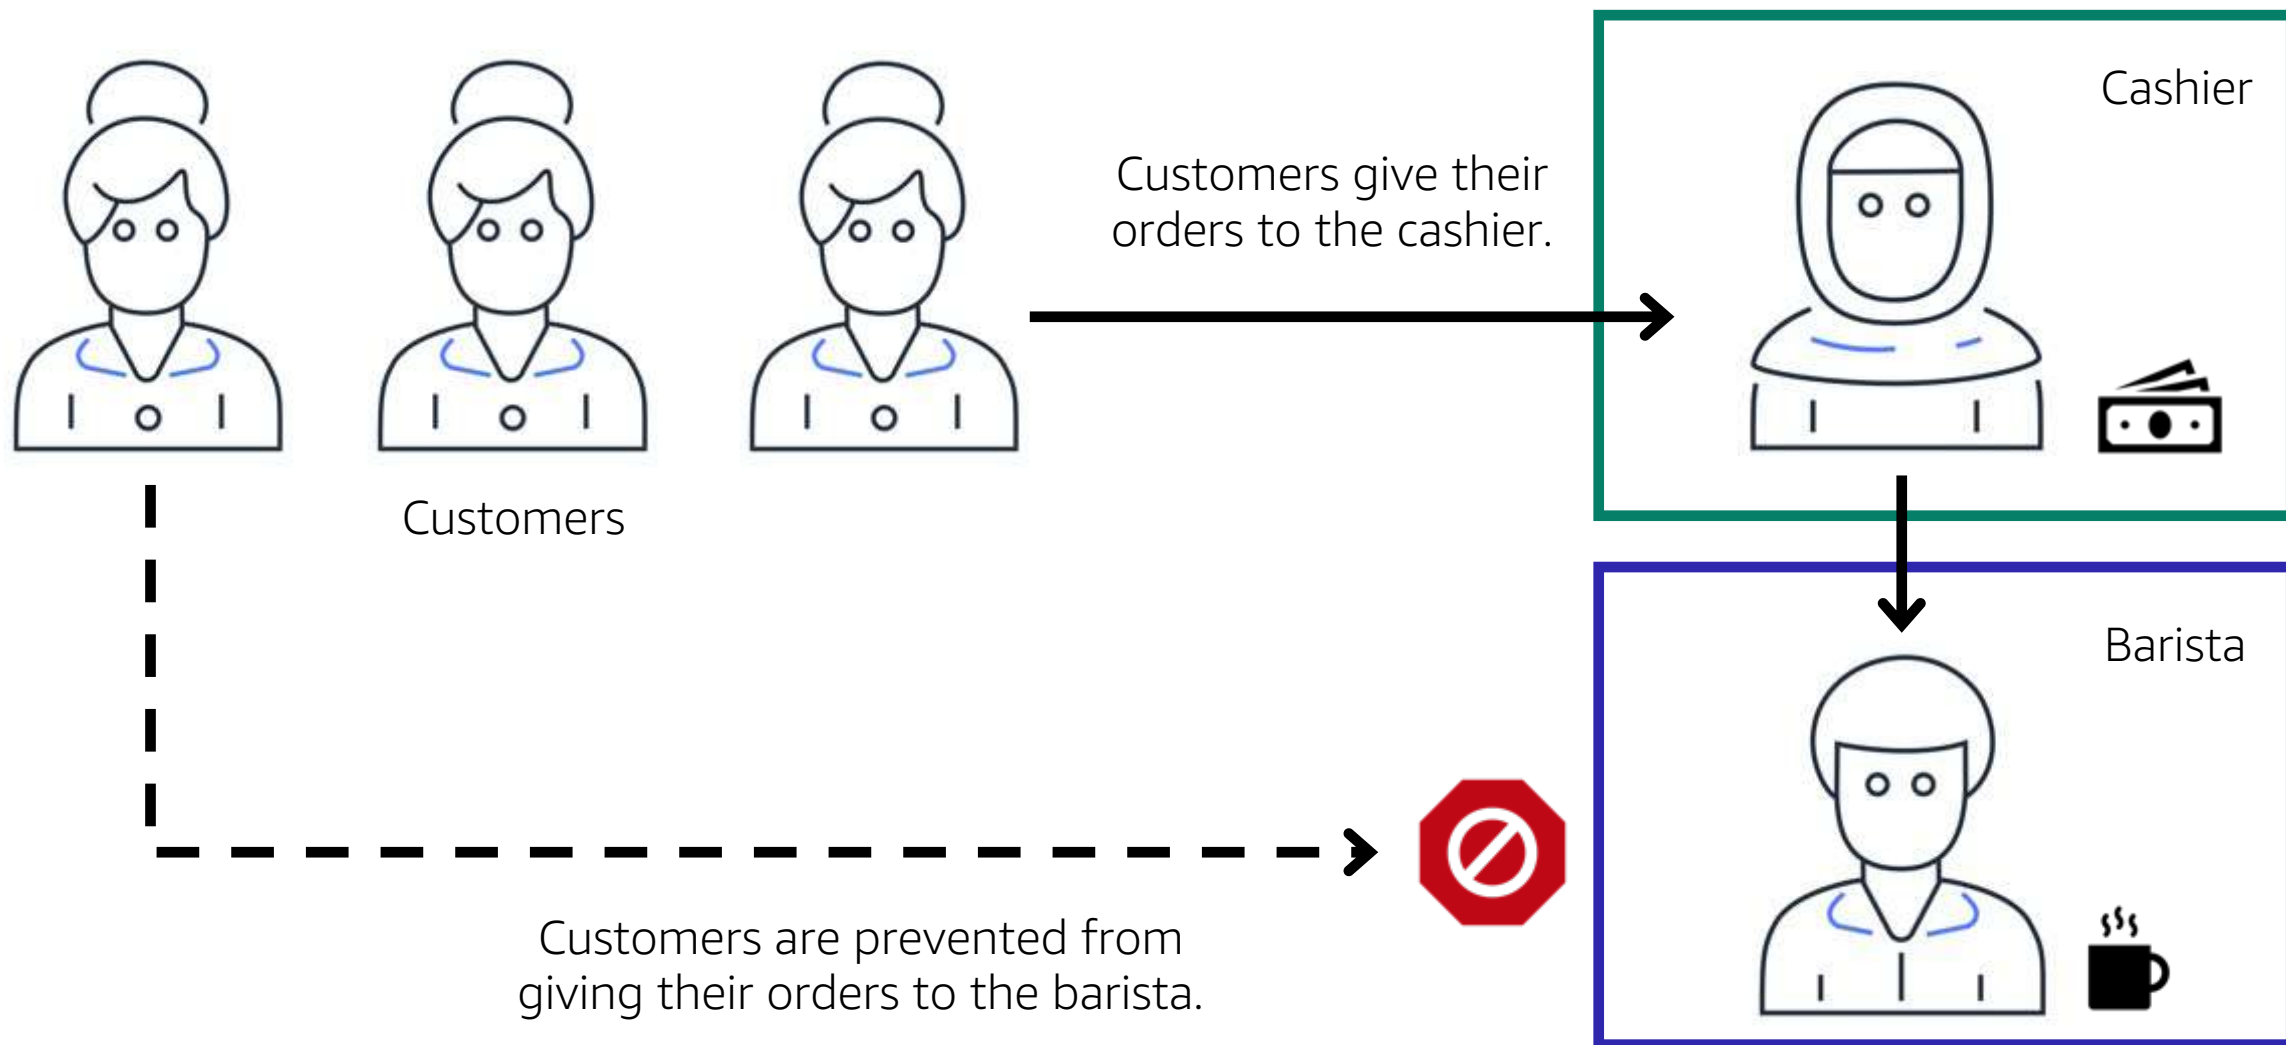 Cashier
Customers give their
orders to the cashier.
Customers
Barista
Customers are prevented from
giving their orders to the barista.